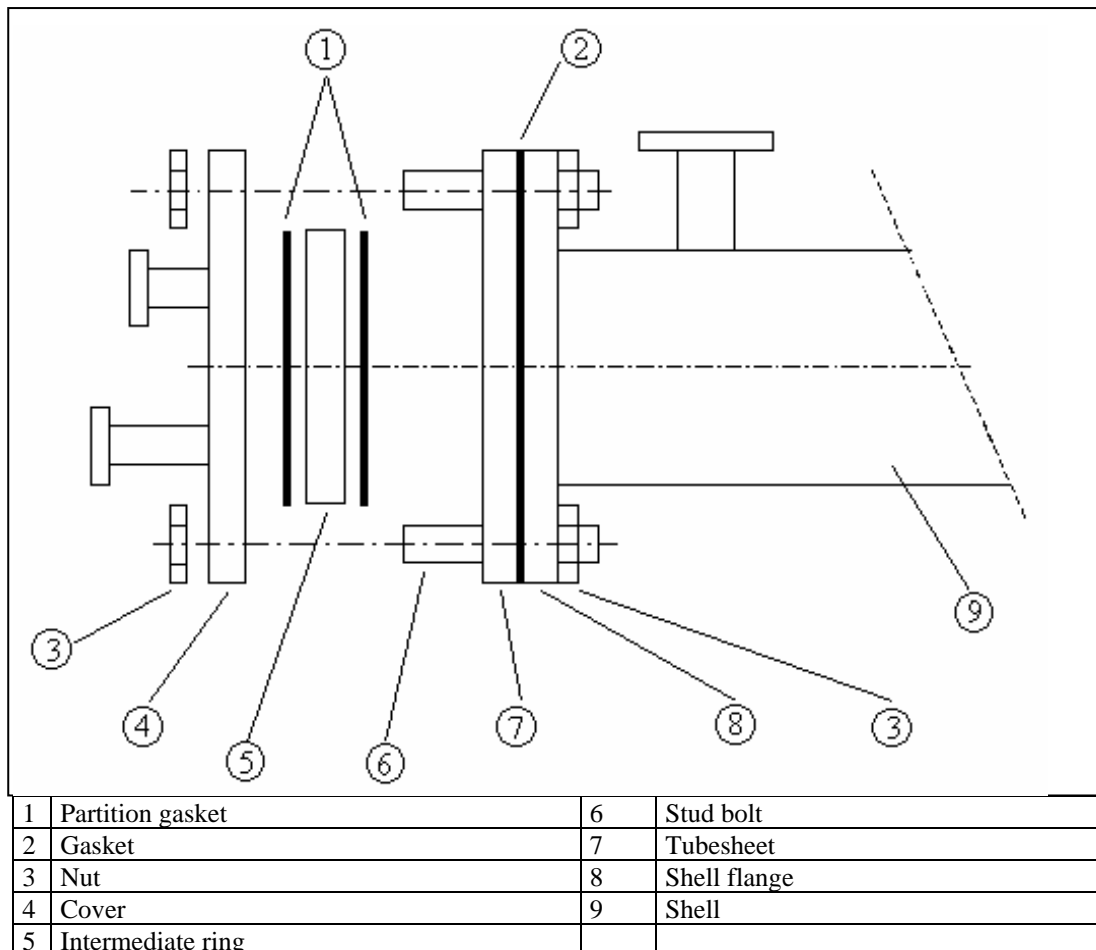 1 2
3
4 5 6 7 8 3
9
1 Partition gasket 6 Stud bolt
2 Gasket 7 Tubesheet
3 Nut 8 Shell flange
4 Cover 9 Shell
5 Intermediate ring